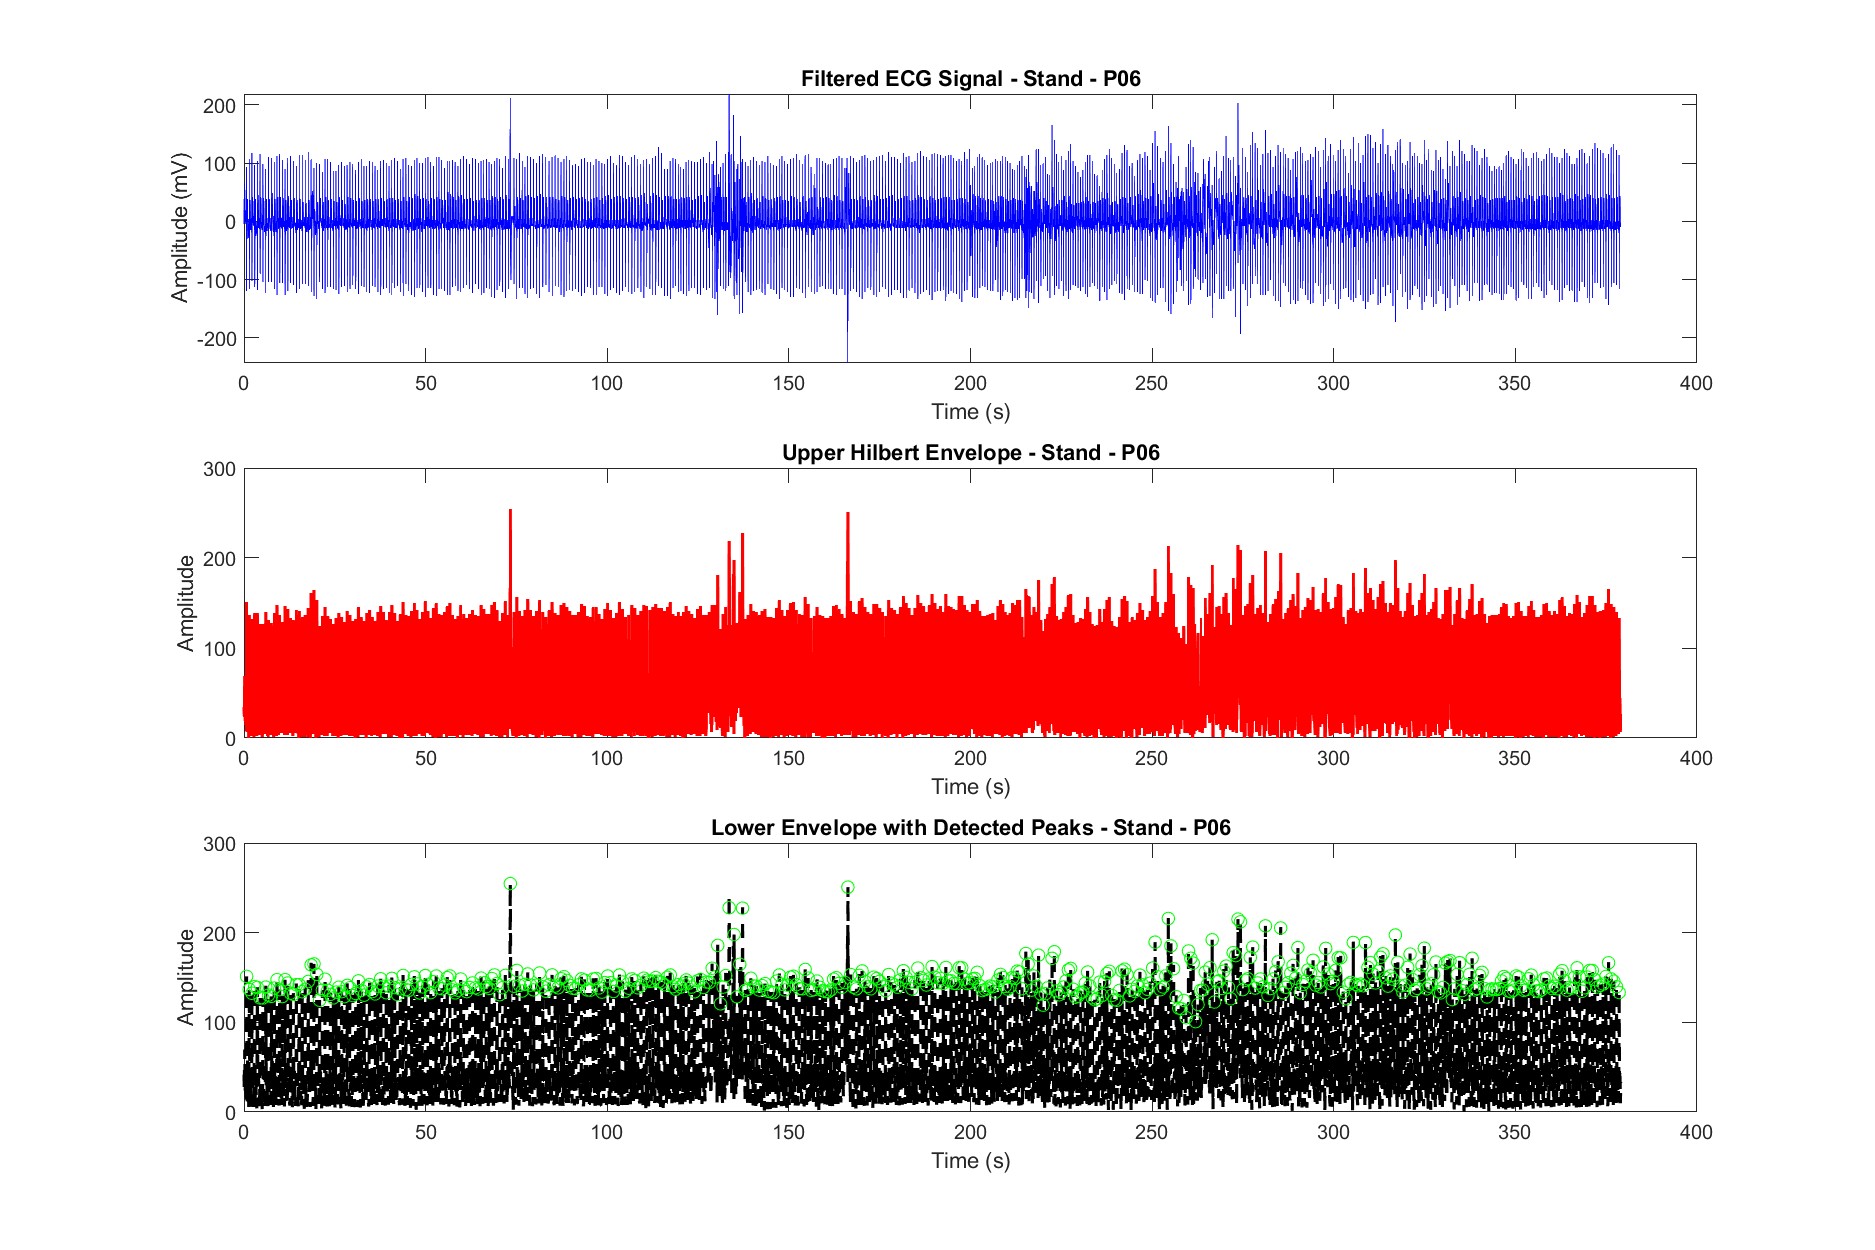 Filtered ECG Signal - Stand - P06
Amplitude (mV)
200
100
0
-100
-200
0 50 100 150 200 250 300 350 400
Time (s)
Upper Hilbert Envelope - Stand - P06
Amplitude
300
200
100
0
0 50 100 150 200 250 300 350 400
Time (s)
Lower Envelope with Detected Peaks - Stand - P06
Amplitude
300
200
100
0
0 50 100 150 200 250 300 350 400
Time (s)